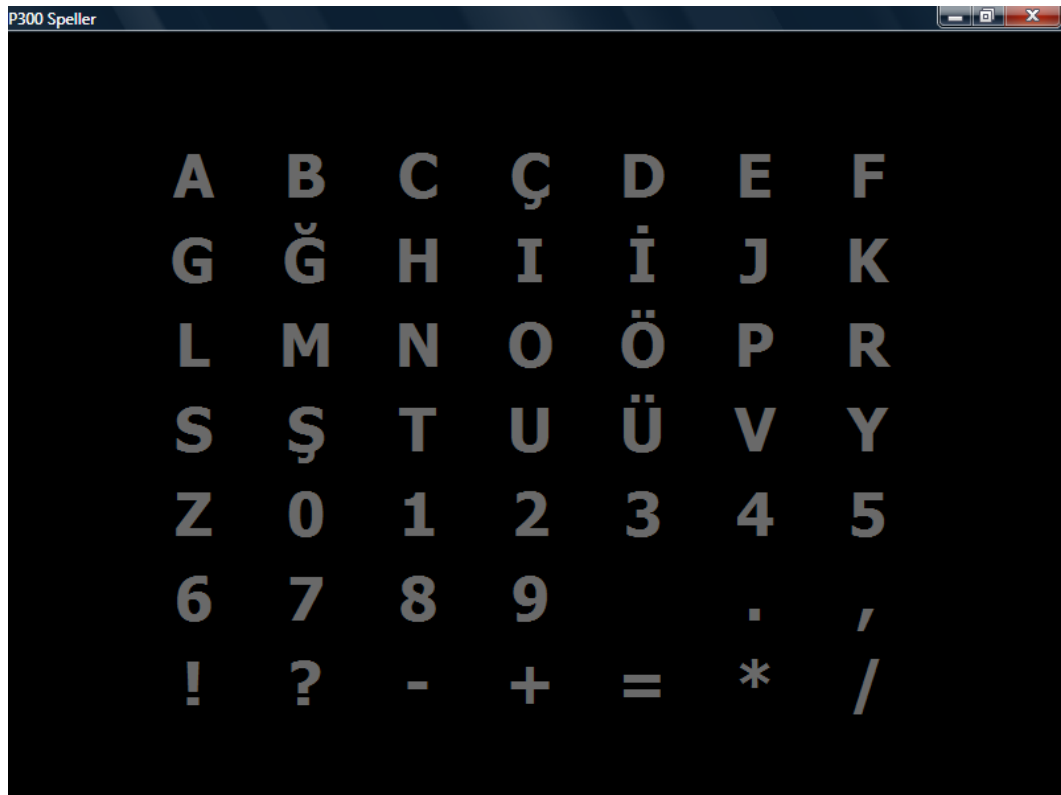 P300 Speller
A B C Ç D E F
G Ğ H I İ J K
L M N O Ö P R
S Ş T U Ü V Y
Z 0 1 2 3 4 5
6 7 8 9 . ,
! ? - + = * /